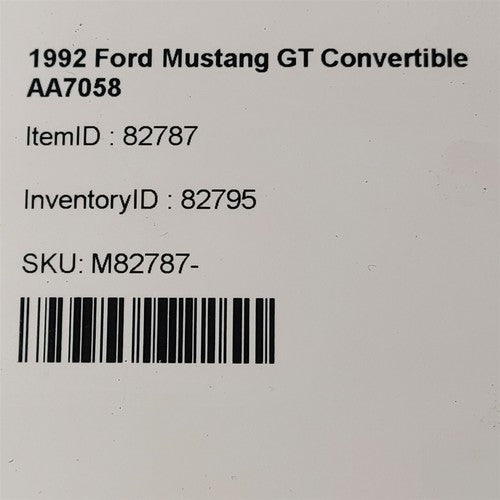 1992 Ford Mustang GT Convertible
AA7058
ItemID : 82787
InventoryID : 82795
SKU: M82787-